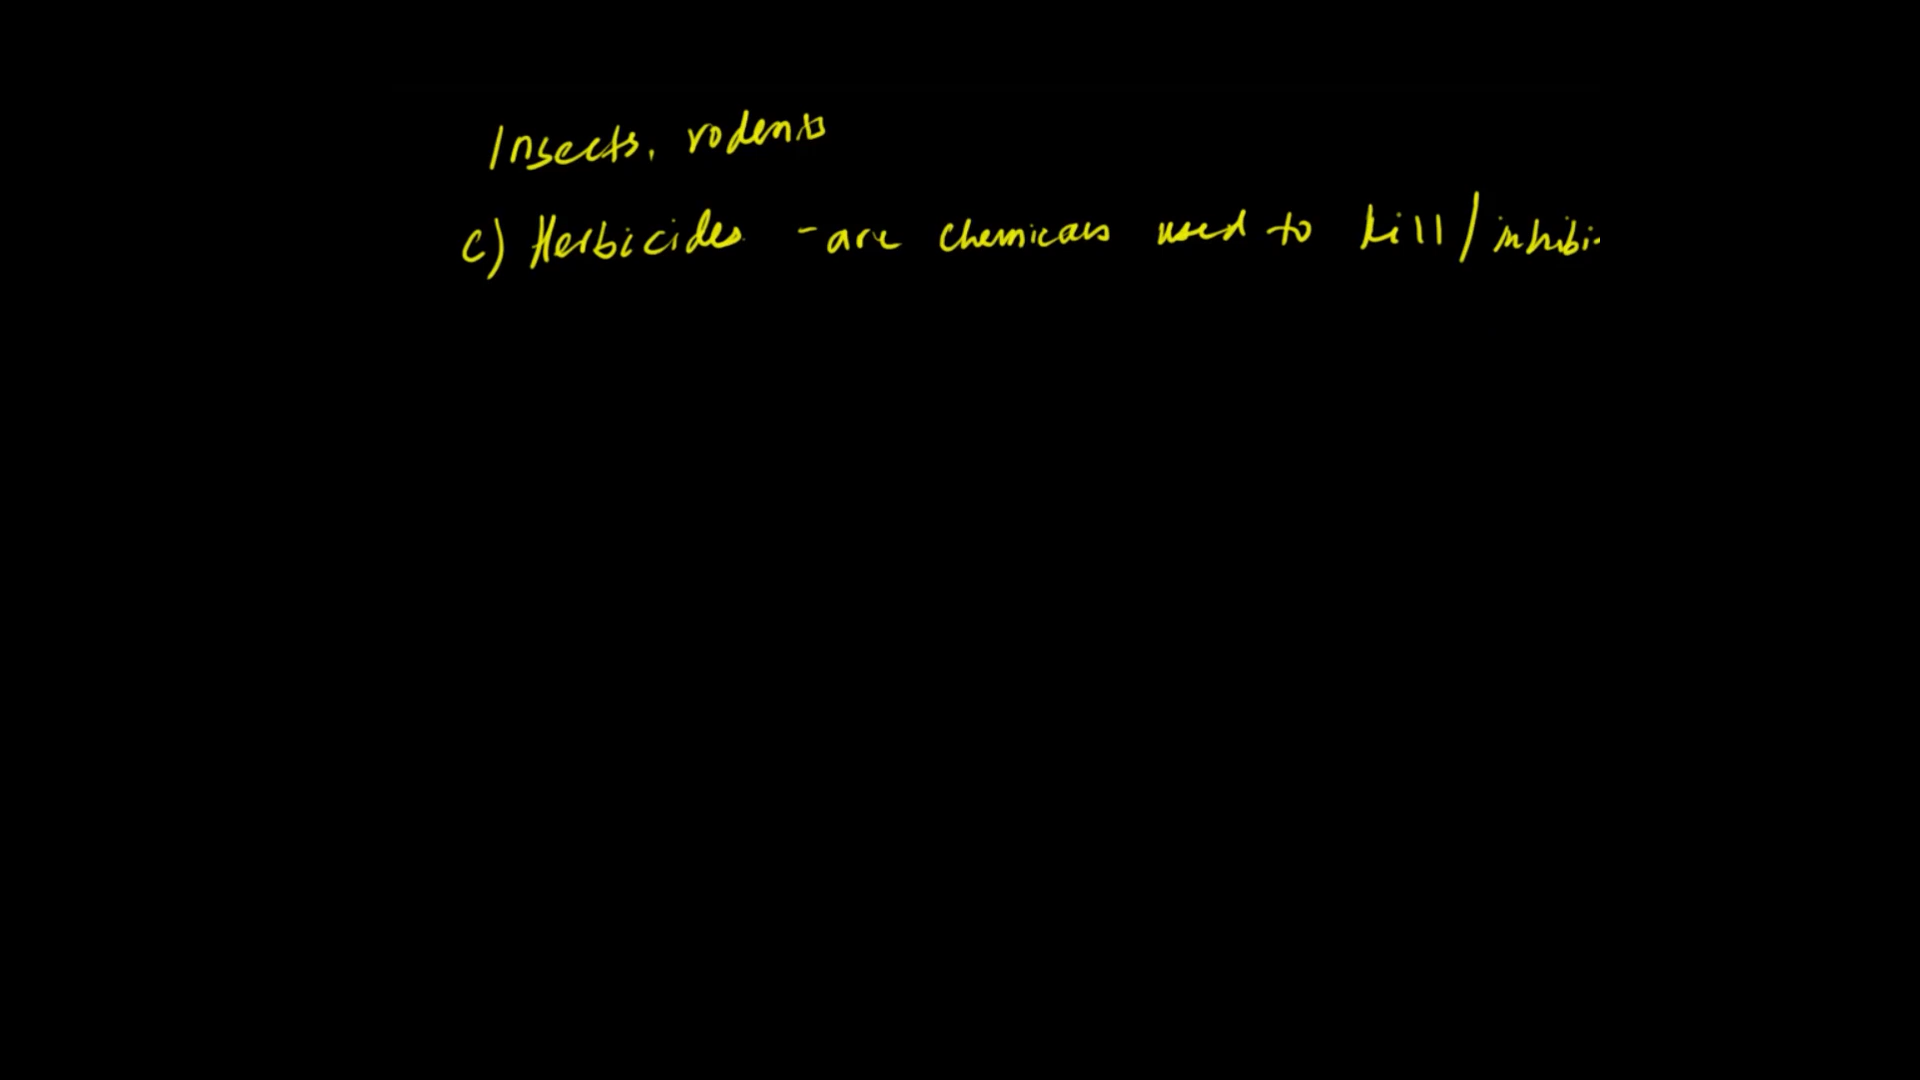 Insects, rodents
c) Herbicides - are chemicals used to kill/inhibi